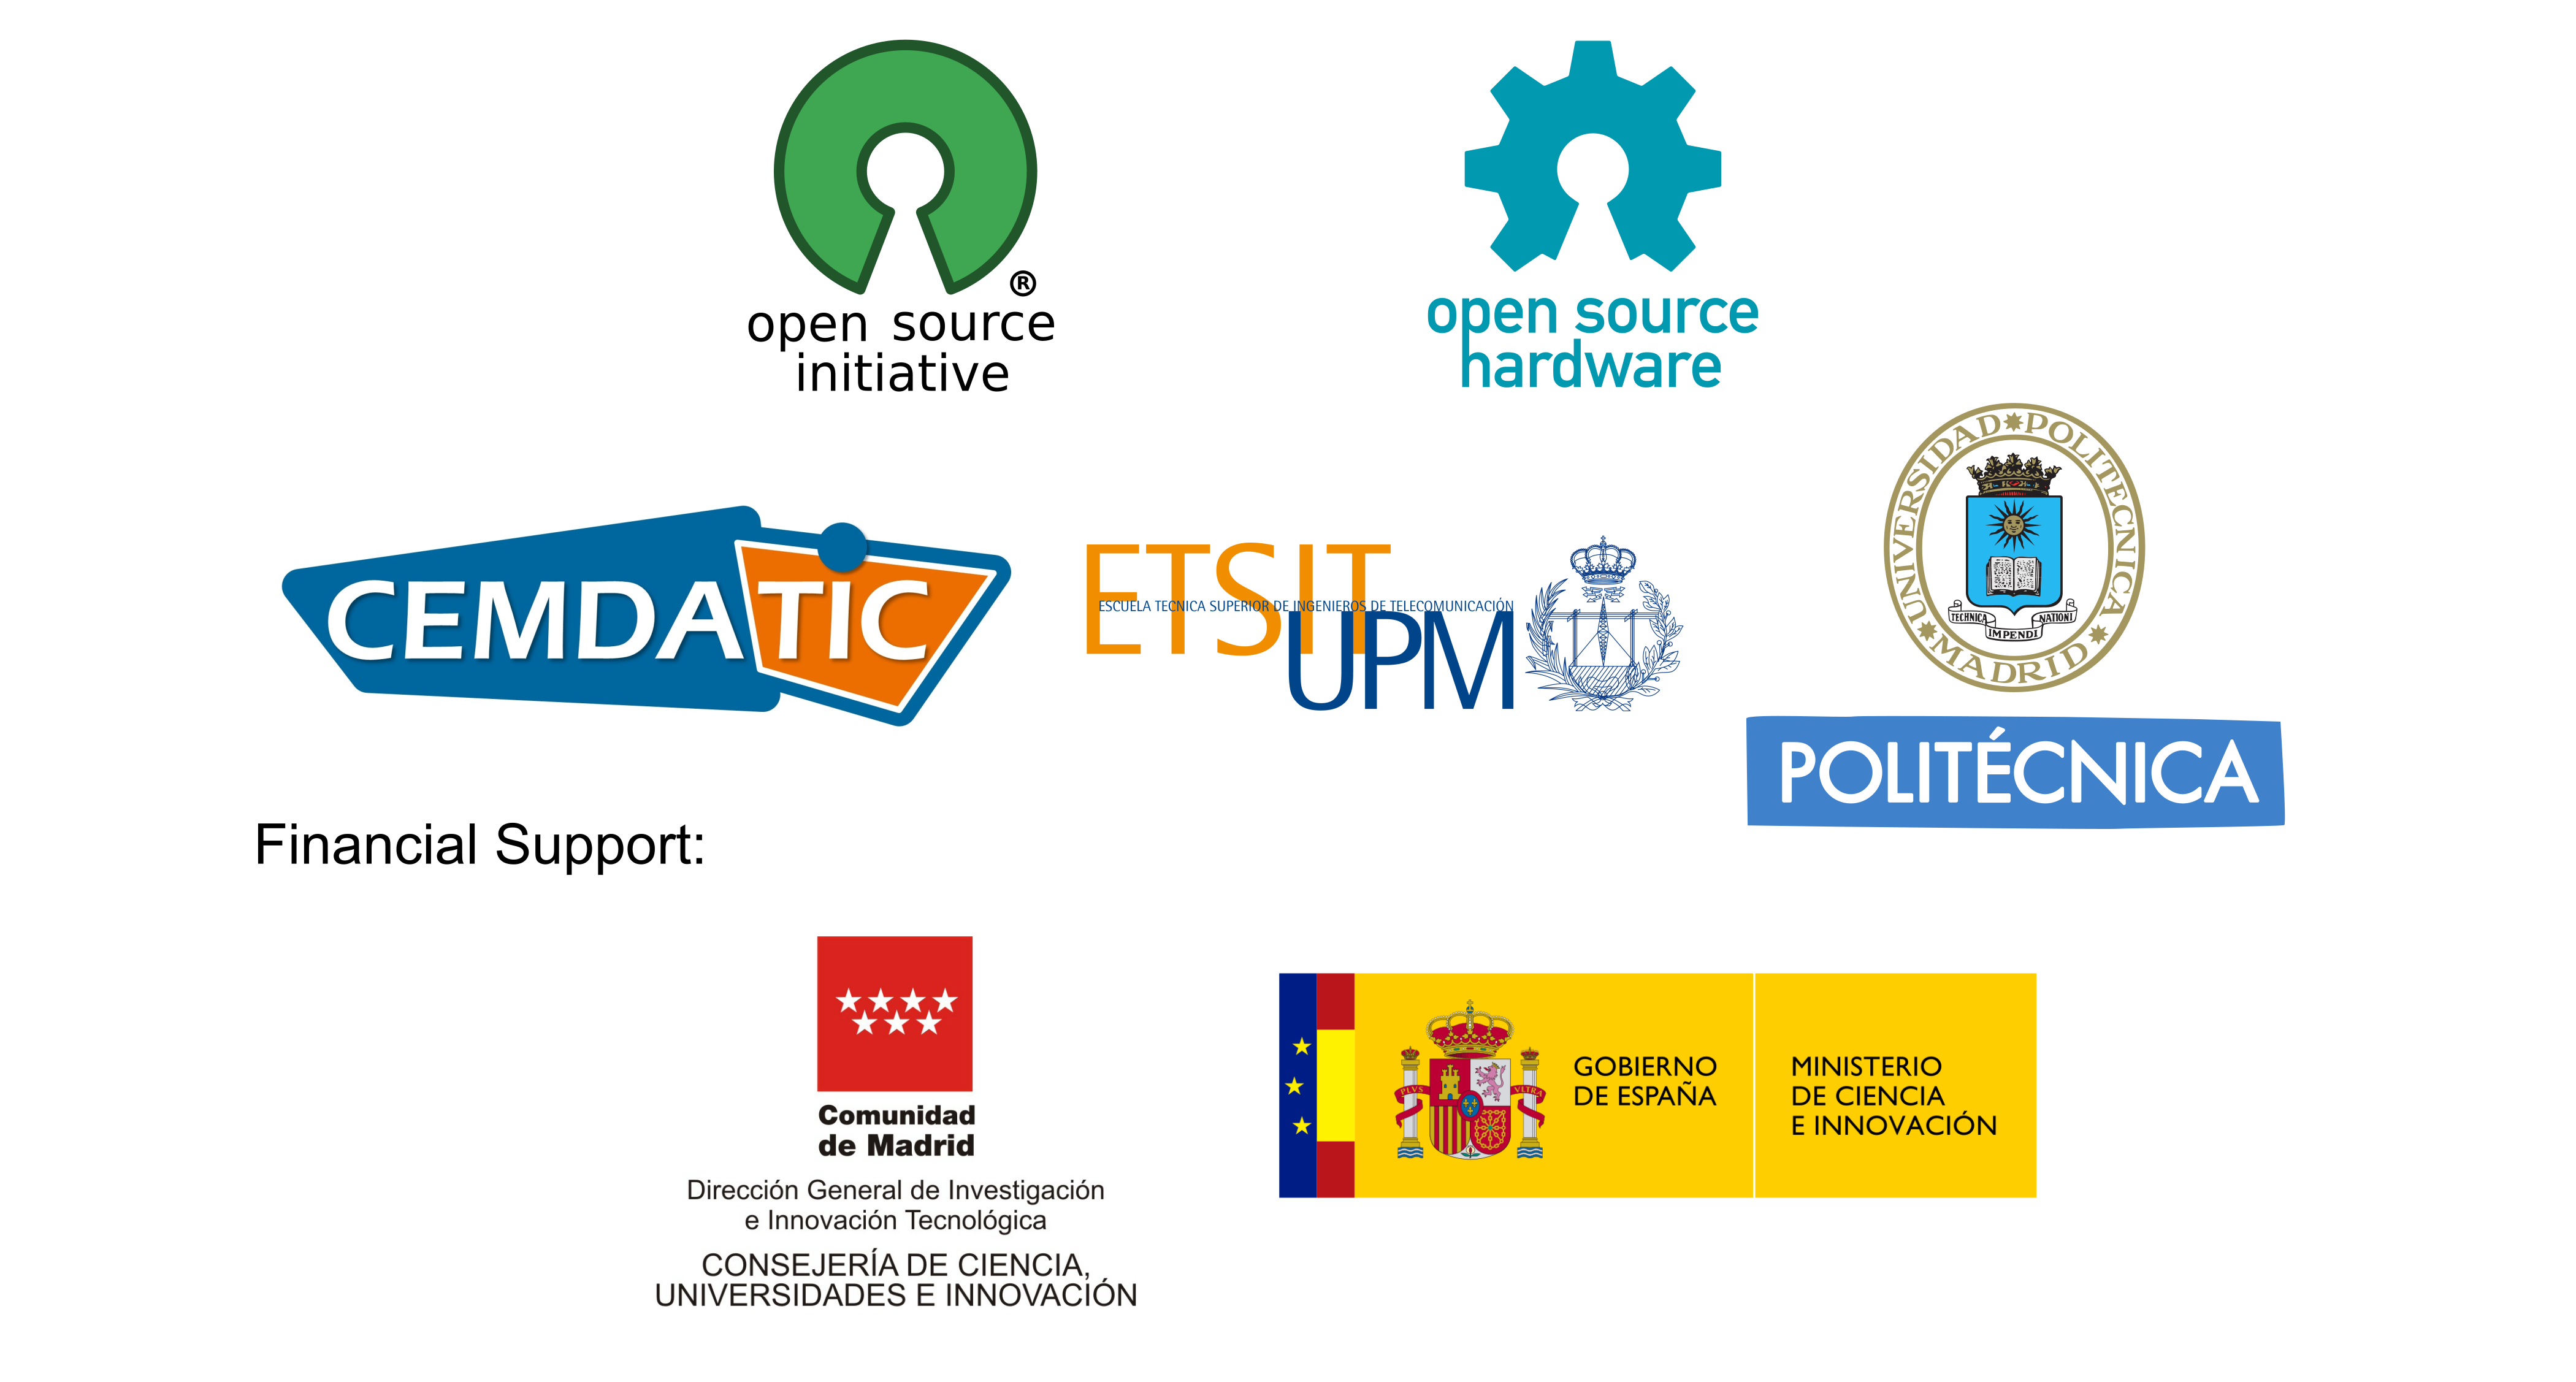 ®
open source
initiative
open source
hardware
CEMDATIC
ETSIT
ESCUELA TECNICA SUPERIOR DE INGENIEROS DE TELECOMUNICACIÓN
UPM
UNIVERSIDAD POLITECNICA MADRID
TECHNICA IMPENDI NATIONI
POLITÉCNICA
Financial Support:
Comunidad
de Madrid
Dirección General de Investigación
e Innovación Tecnológica
CONSEJERÍA DE CIENCIA,
UNIVERSIDADES E INNOVACIÓN
PLVS VLTRA
GOBIERNO
DE ESPAÑA
MINISTERIO
DE CIENCIA
E INNOVACIÓN